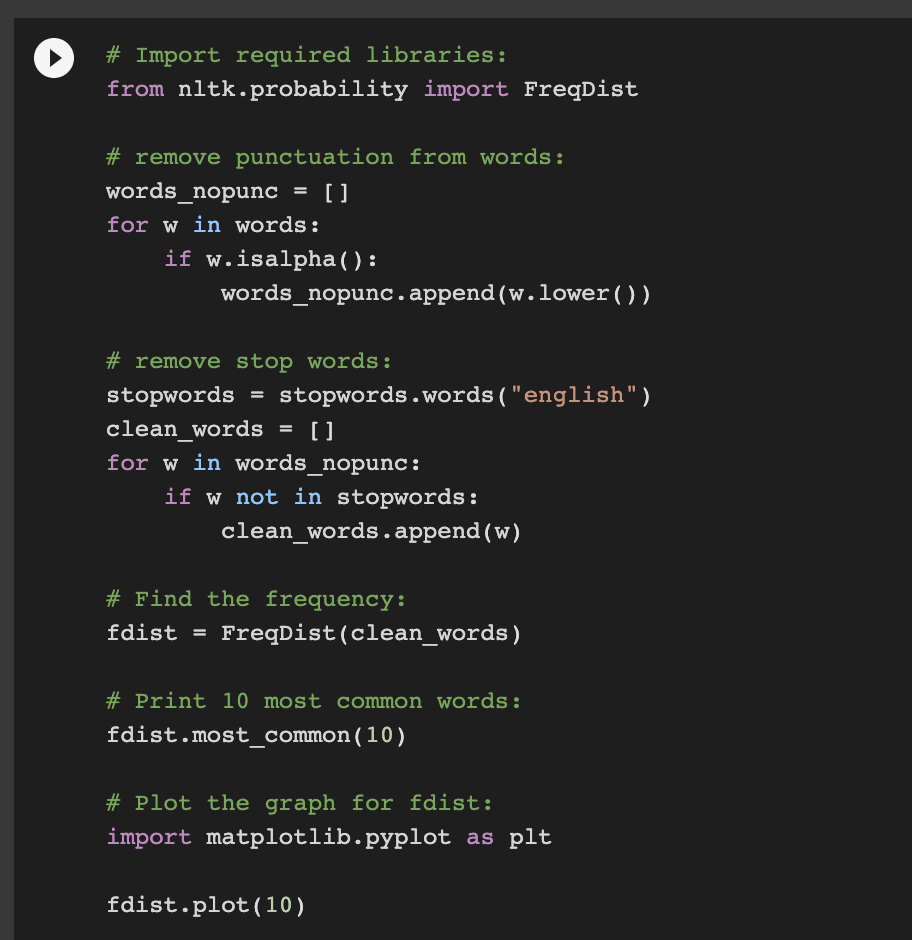 # Import required libraries:
from nltk.probability import FreqDist

# remove punctuation from words:
words_nopunc = []
for w in words:
    if w.isalpha():
        words_nopunc.append(w.lower())

# remove stop words:
stopwords = stopwords.words("english")
clean_words = []
for w in words_nopunc:
    if w not in stopwords:
        clean_words.append(w)

# Find the frequency:
fdist = FreqDist(clean_words)

# Print 10 most common words:
fdist.most_common(10)

# Plot the graph for fdist:
import matplotlib.pyplot as plt

fdist.plot(10)